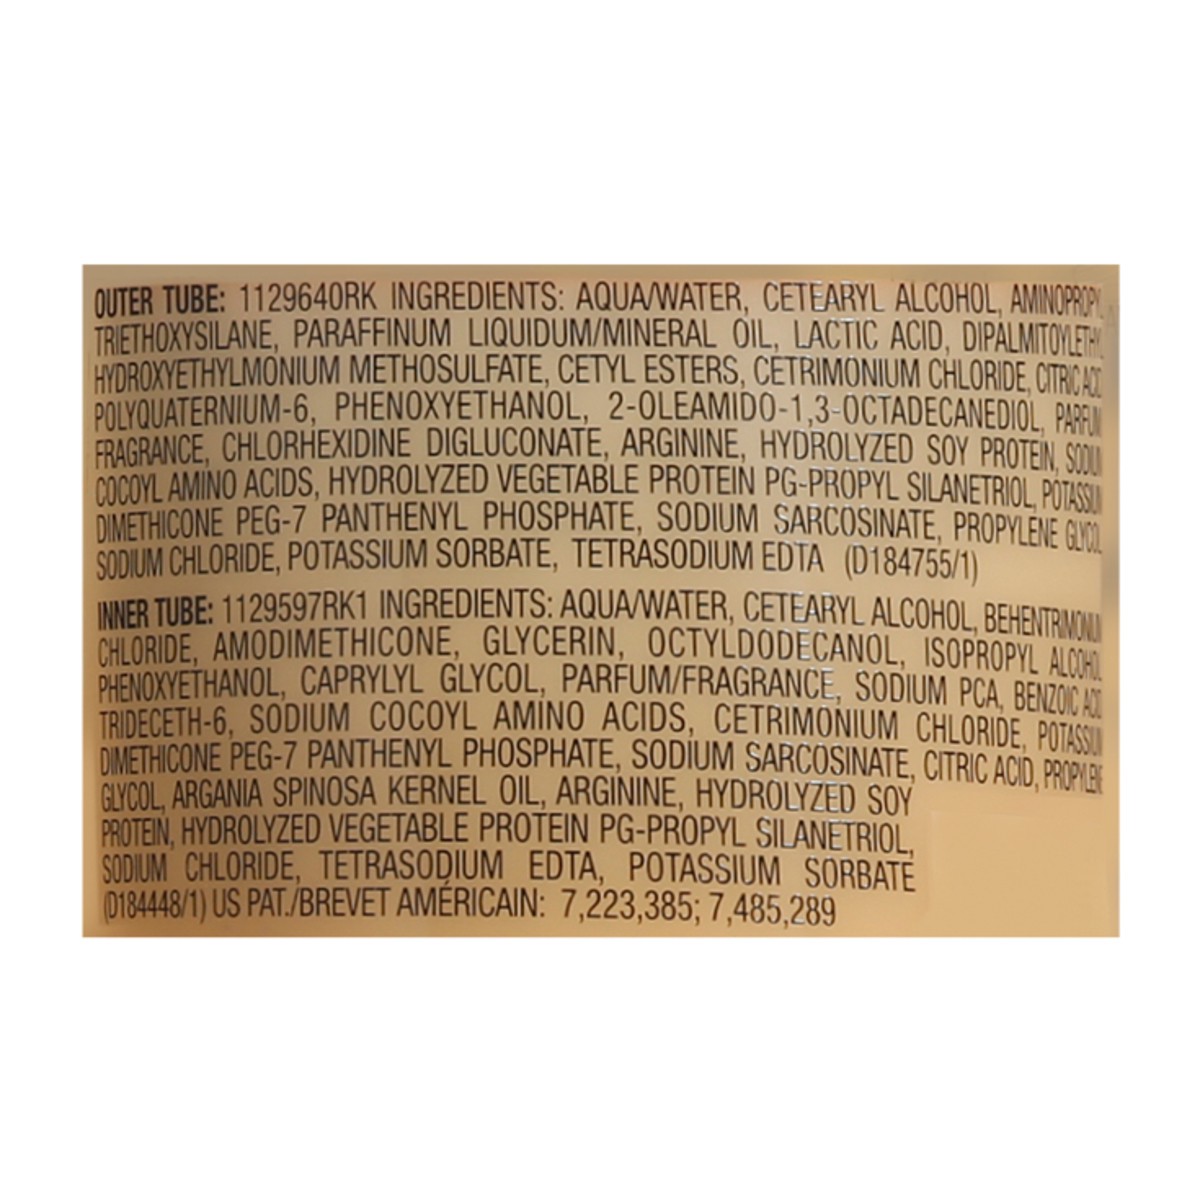 OUTER TUBE: 1129640RK INGREDIENTS: AQUA/WATER, CETEARYL ALCOHOL, AMINOPROPY
TRIETHOXYSILANE, PARAFFINUM LIQUIDUM/MINERAL OIL, LACTIC ACID, DIPALMITOYLETHY
HYDROXYETHYLMONIUM METHOSULFATE, CETYL ESTERS, CETRIMONIUM CHLORIDE, CITRIC ACID,
POLYQUATERNIUM-6, PHENOXYETHANOL, 2-OLEAMIDO-1,3-OCTADECANEDIOL, PARFUM
FRAGRANCE, CHLORHEXIDINE DIGLUCONATE, ARGININE, HYDROLYZED SOY PROTEIN, SODIUM
COCOYL AMINO ACIDS, HYDROLYZED VEGETABLE PROTEIN PG-PROPYL SILANETRIOL, POTASSIUM
DIMETHICONE PEG-7 PANTHENYL PHOSPHATE, SODIUM SARCOSINATE, PROPYLENE GLYCOL,
SODIUM CHLORIDE, POTASSIUM SORBATE, TETRASODIUM EDTA (D184755/1)
INNER TUBE: 1129597RK1 INGREDIENTS: AQUA/WATER, CETEARYL ALCOHOL, BEHENTRIMONIUM
CHLORIDE, AMODIMETHICONE, GLYCERIN, OCTYLDODECANOL, ISOPROPYL ALCOHOL,
PHENOXYETHANOL, CAPRYLYL GLYCOL, PARFUM/FRAGRANCE, SODIUM PCA, BENZOIC ACID,
TRIDECETH-6, SODIUM COCOYL AMINO ACIDS, CETRIMONIUM CHLORIDE, POTASSIUM
DIMETHICONE PEG-7 PANTHENYL PHOSPHATE, SODIUM SARCOSINATE, CITRIC ACID, PROPYLENE
GLYCOL, ARGANIA SPINOSA KERNEL OIL, ARGININE, HYDROLYZED SOY
PROTEIN, HYDROLYZED VEGETABLE PROTEIN PG-PROPYL SILANETRIOL,
SODIUM CHLORIDE, TETRASODIUM EDTA, POTASSIUM SORBATE
(D184448/1) US PAT./BREVET AMÉRICAIN: 7,223,385; 7,485,289